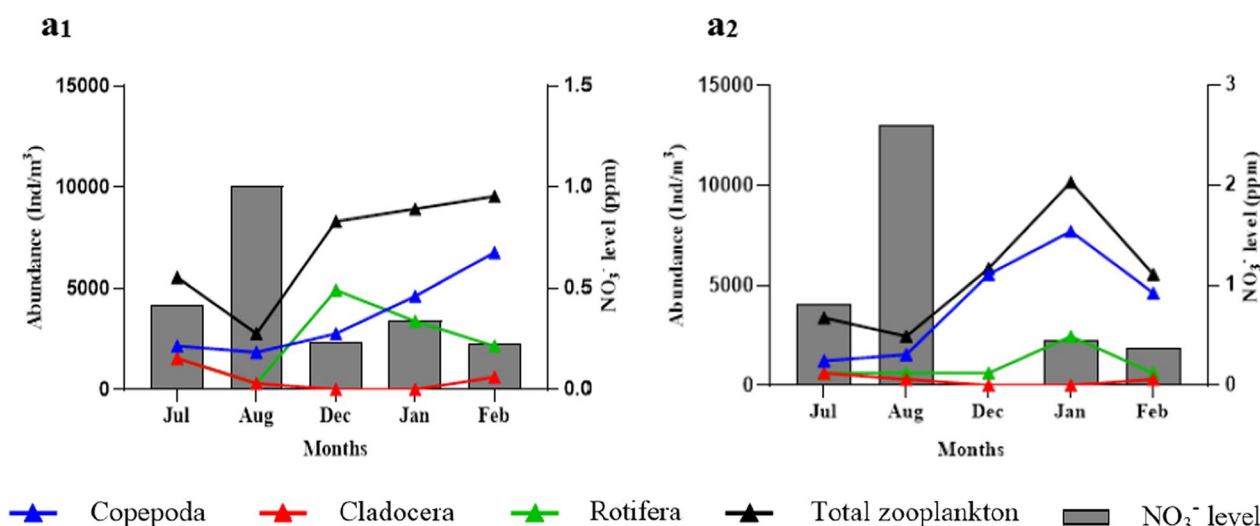 a1
a2
15000
10000
5000
0
Abundance (Ind/m³)
1.5
1.0
0.5
0.0
NO₃⁻ level (ppm)
Jul Aug Dec Jan Feb
Months
15000
10000
5000
0
Abundance (Ind/m³)
3
2
1
0
NO₃⁻ level (ppm)
Jul Aug Dec Jan Feb
Months
Copepoda Cladocera Rotifera Total zooplankton NO₃⁻ level